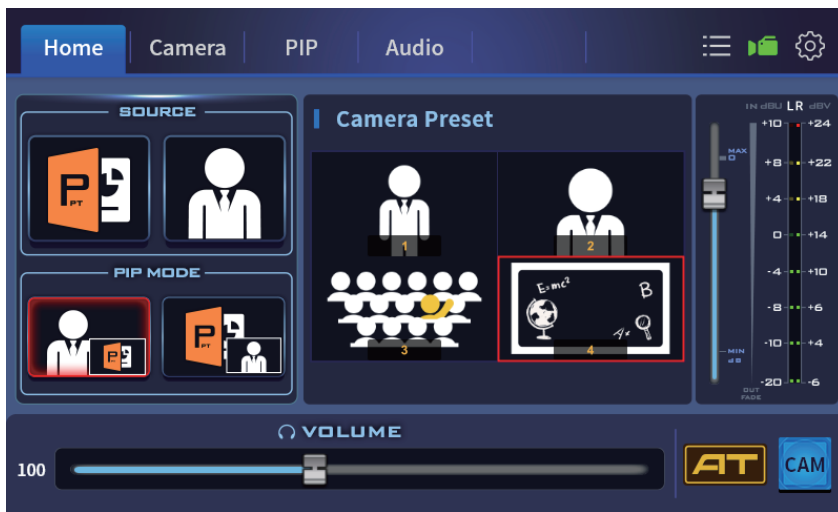 Home
Camera
PIP
Audio
SOURCE
P
PT
PIP MODE
P
P
PT
Camera Preset
1
2
3
E=mc²
B
A=
4
IN dBU LR dBV
+10 +24
MAX
0
+8 +22
+4 +18
0 +14
-4 +10
-8 +6
-10 +4
MIN
dB
-20 -6
OUT
FADE
VOLUME
100
AT
CAM